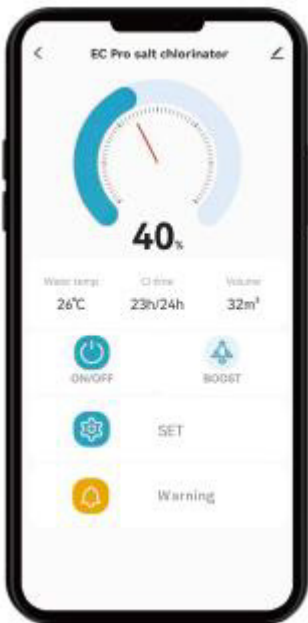 EC Pro salt chlorinator
40%
Water temp
Cl time
Volume
26℃
23h/24h
32m³
ON/OFF
BOOST
SET
Warning